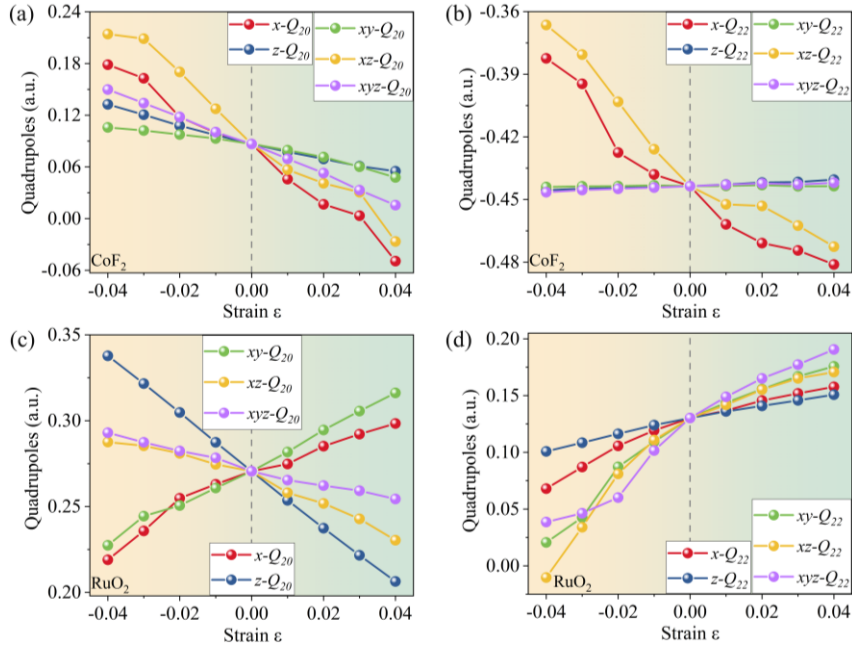 (a)
0.24
0.18
0.12
0.06
0.00
-0.06
Quadrupoles (a.u.)
x-Q20
z-Q20
xy-Q20
xz-Q20
xyz-Q20
CoF2
-0.04 -0.02 0.00 0.02 0.04
Strain ε
(b)
-0.36
-0.39
-0.42
-0.45
-0.48
Quadrupoles (a.u.)
x-Q22
z-Q22
xy-Q22
xz-Q22
xyz-Q22
CoF2
-0.04 -0.02 0.00 0.02 0.04
Strain ε
(c)
0.35
0.30
0.25
0.20
Quadrupoles (a.u.)
xy-Q20
xz-Q20
xyz-Q20
x-Q20
z-Q20
RuO2
-0.04 -0.02 0.00 0.02 0.04
Strain ε
(d)
0.20
0.15
0.10
0.05
0.00
Quadrupoles (a.u.)
x-Q22
z-Q22
xy-Q22
xz-Q22
xyz-Q22
RuO2
-0.04 -0.02 0.00 0.02 0.04
Strain ε